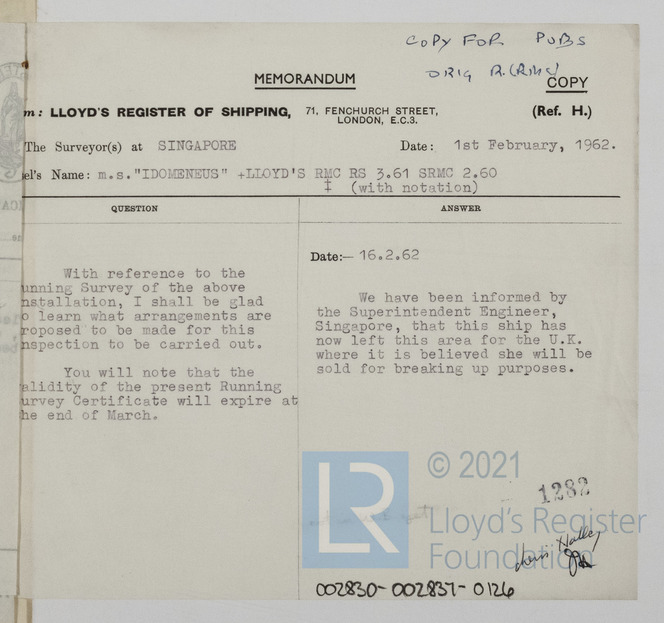 COPY FOR PUBS
ORIG R.(RMC)
MEMORANDUM
COPY
m: LLOYD'S REGISTER OF SHIPPING, 71, FENCHURCH STREET, (Ref. H.)
LONDON, E.C.3.
The Surveyor(s) at SINGAPORE Date: 1st February, 1962.
el's Name: m.s."IDOMENEUS" +LLOYD'S RMC RS 3.61 SRMC 2.60
‡ (with notation)
QUESTION
With reference to the
unning Survey of the above
nstallation, I shall be glad
o learn what arrangements are
roposed to be made for this
nspection to be carried out.
You will note that the
alidity of the present Running
urvey Certificate will expire at
he end of March.
ANSWER
Date:- 16.2.62
We have been informed by
the Superintendent Engineer,
Singapore, that this ship has
now left this area for the U.K.
where it is believed she will be
sold for breaking up purposes.
LR
© 2021
Lloyd's Register
Foundation
1282
002830-002837-0126